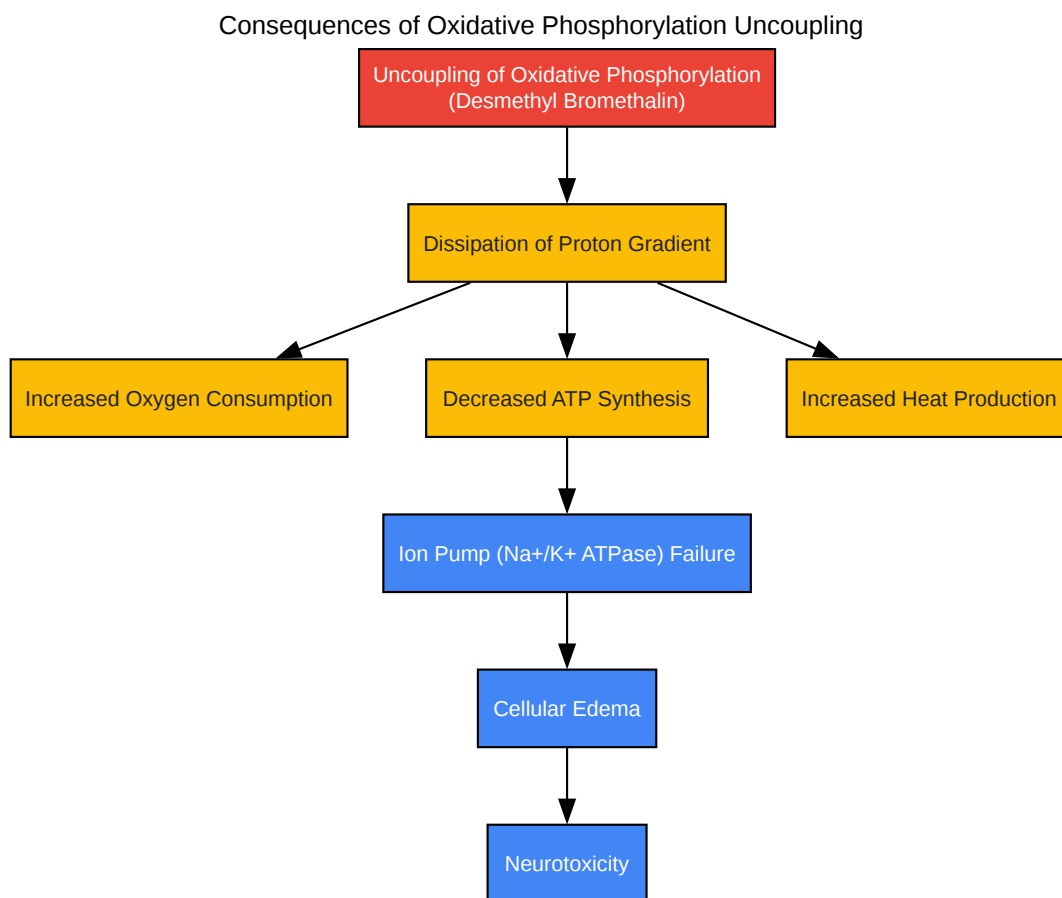 Consequences of Oxidative Phosphorylation Uncoupling
Uncoupling of Oxidative Phosphorylation
(Desmethyl Bromethalin)
Dissipation of Proton Gradient
Increased Oxygen Consumption
Decreased ATP Synthesis
Increased Heat Production
Ion Pump (Na+/K+ ATPase) Failure
Cellular Edema
Neurotoxicity